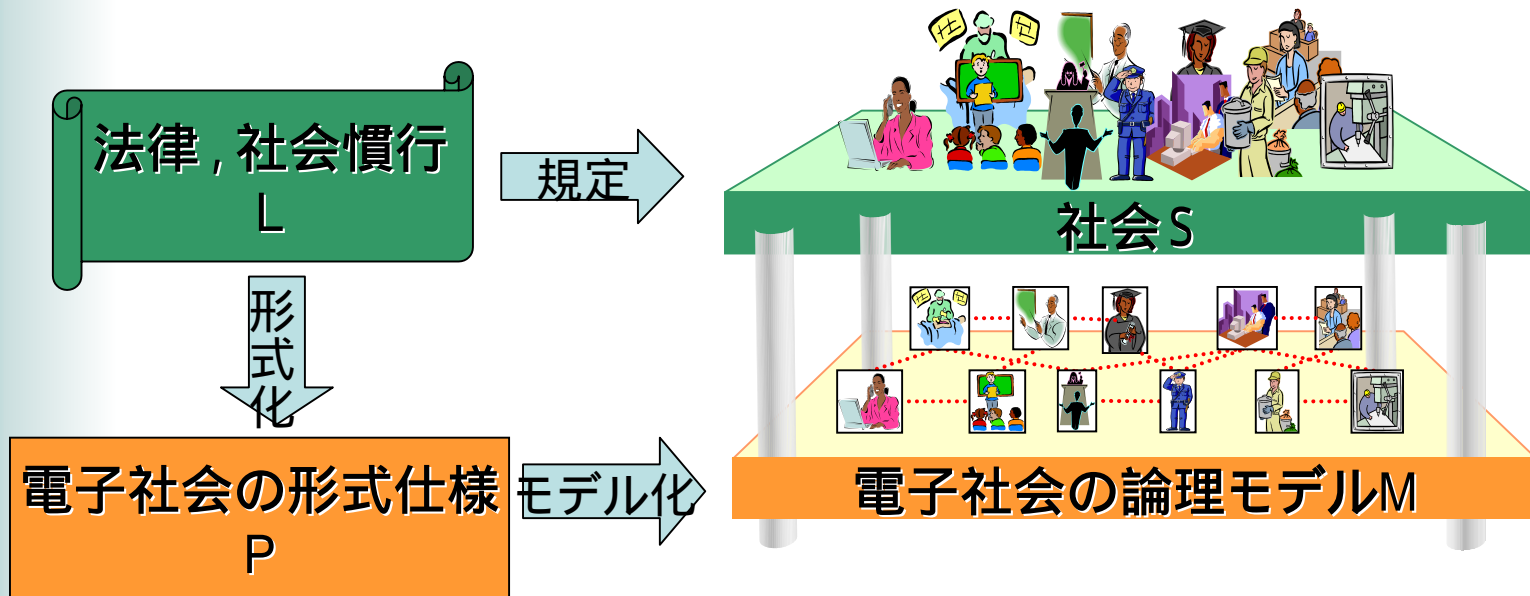 法律 , 社会慣行
L
規定
社会S
形式化
電子社会の形式仕様
P
モデル化
電子社会の論理モデルM